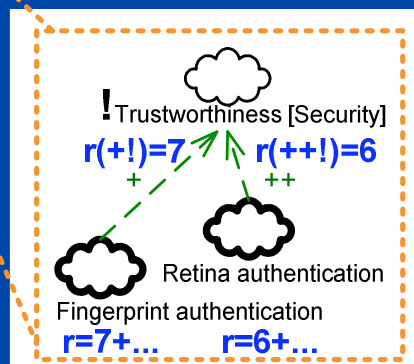 ! Trustworthiness [Security]
r(+!)=7 r(++!)=6
+ ++
Retina authentication
Fingerprint authentication
r=7+... r=6+...